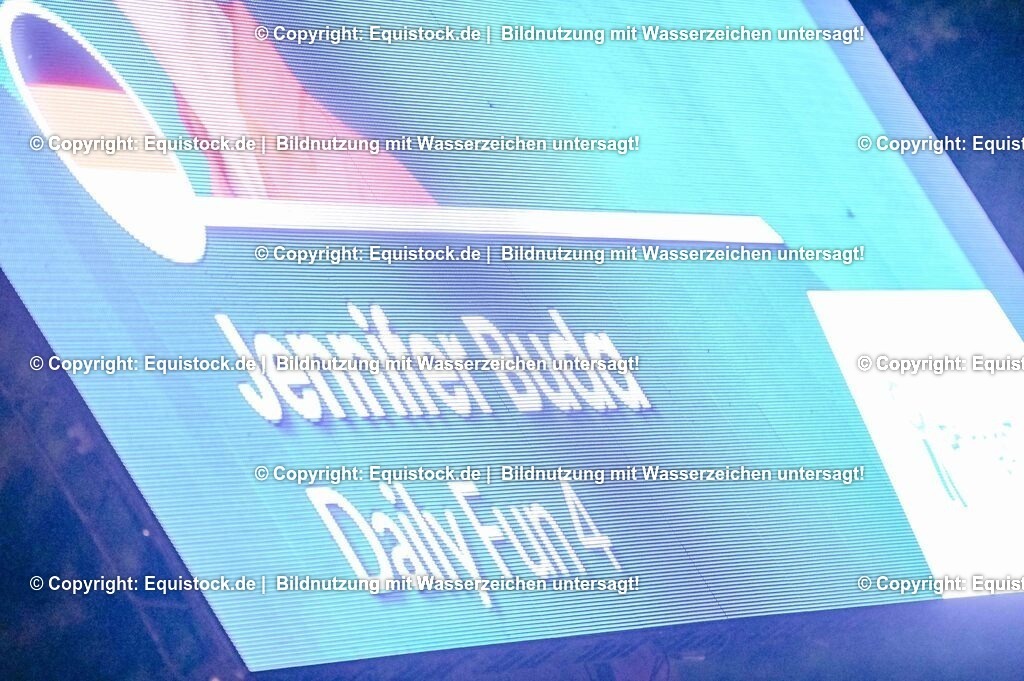 © Copyright: Equistock.de | Bildnutzung mit Wasserzeichen untersagt!
© Copyright: Equistock.de | Bildnutzung mit Wasserzeichen untersagt!
© Copyright: Equist
© Copyright: Equistock.de | Bildnutzung mit Wasserzeichen untersagt!
Jennifer Buda
© Copyright: Equistock.de | Bildnutzung mit Wasserzeichen untersagt!
© Copyright: Equist
© Copyright: Equistock.de | Bildnutzung mit Wasserzeichen untersagt!
Daily Fun 4
© Copyright: Equistock.de | Bildnutzung mit Wasserzeichen untersagt!
© Copyright: Equist